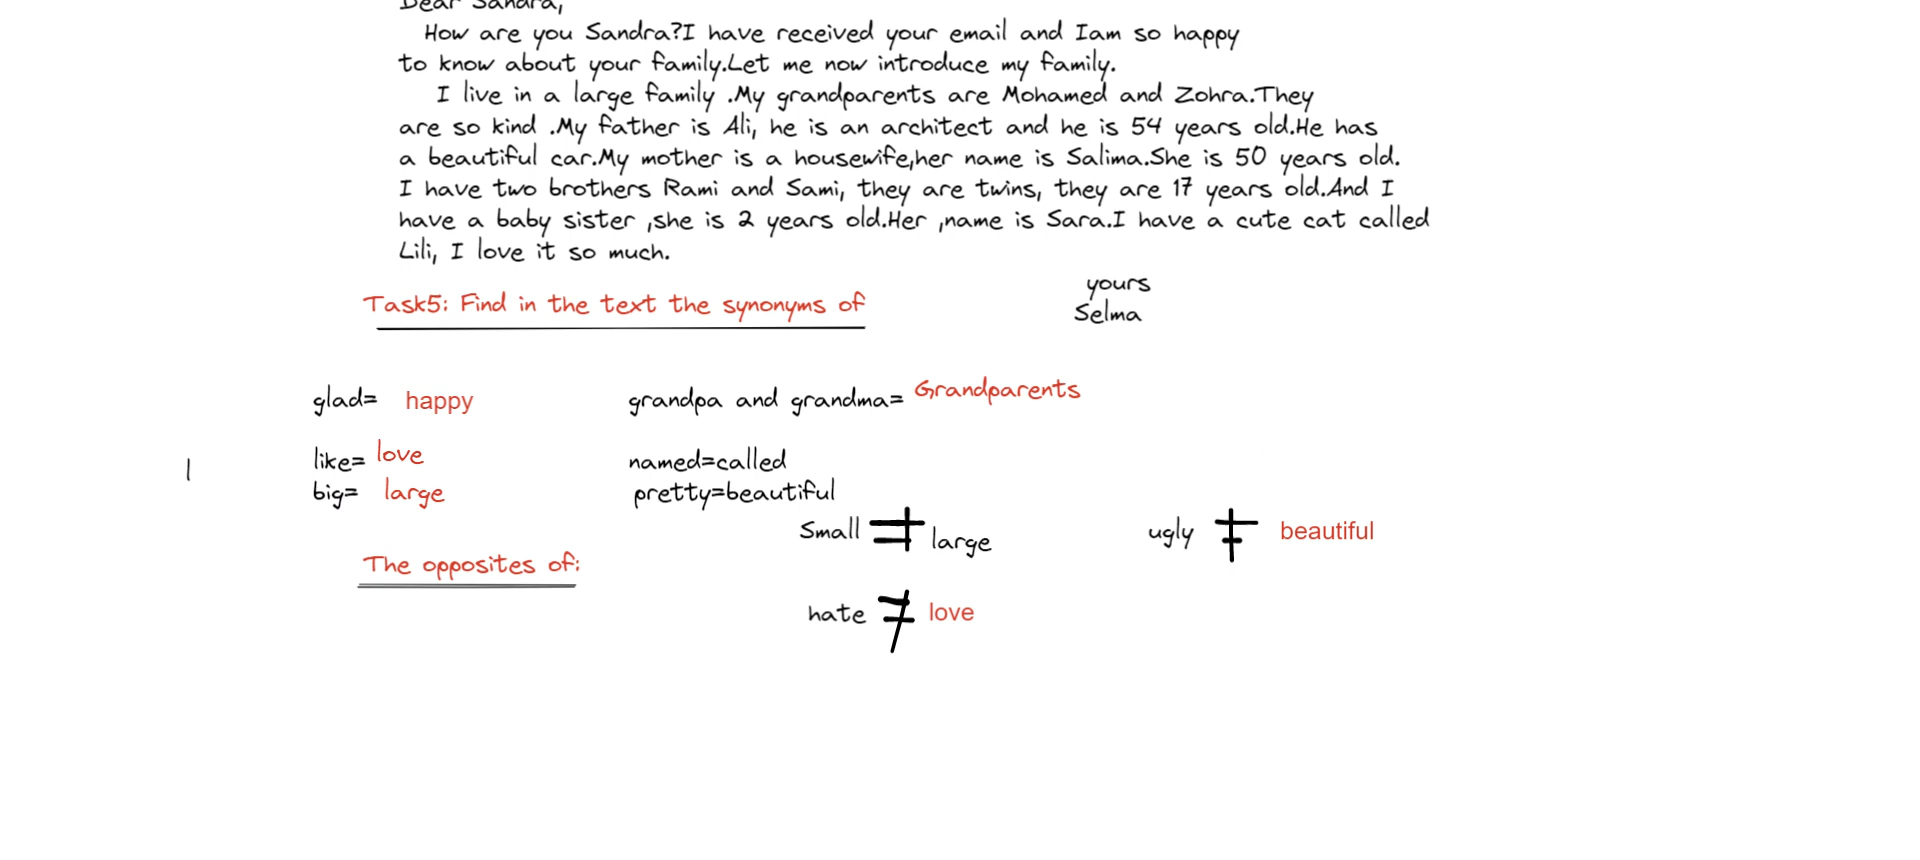 Dear Sandra,
How are you Sandra?I have received your email and Iam so happy
to know about your family.Let me now introduce my family.
I live in a large family .My grandparents are Mohamed and Zohra.They
are so kind .My father is Ali, he is an architect and he is 54 years old.He has
a beautiful car.My mother is a housewife,her name is Salima.She is 50 years old.
I have two brothers Rami and Sami, they are twins, they are 17 years old.And I
have a baby sister ,she is 2 years old.Her ,name is Sara.I have a cute cat called
Lili, I love it so much.
yours
Selma
Task5: Find in the text the synonyms of
glad= happy grandpa and grandma= Grandparents
like= love named=called
big= large pretty=beautiful
Small ≠ large ugly ≠ beautiful
The opposites of:
hate ≠ love